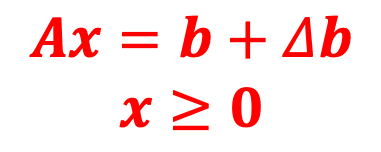 Ax = b + Δb
x ≥ 0